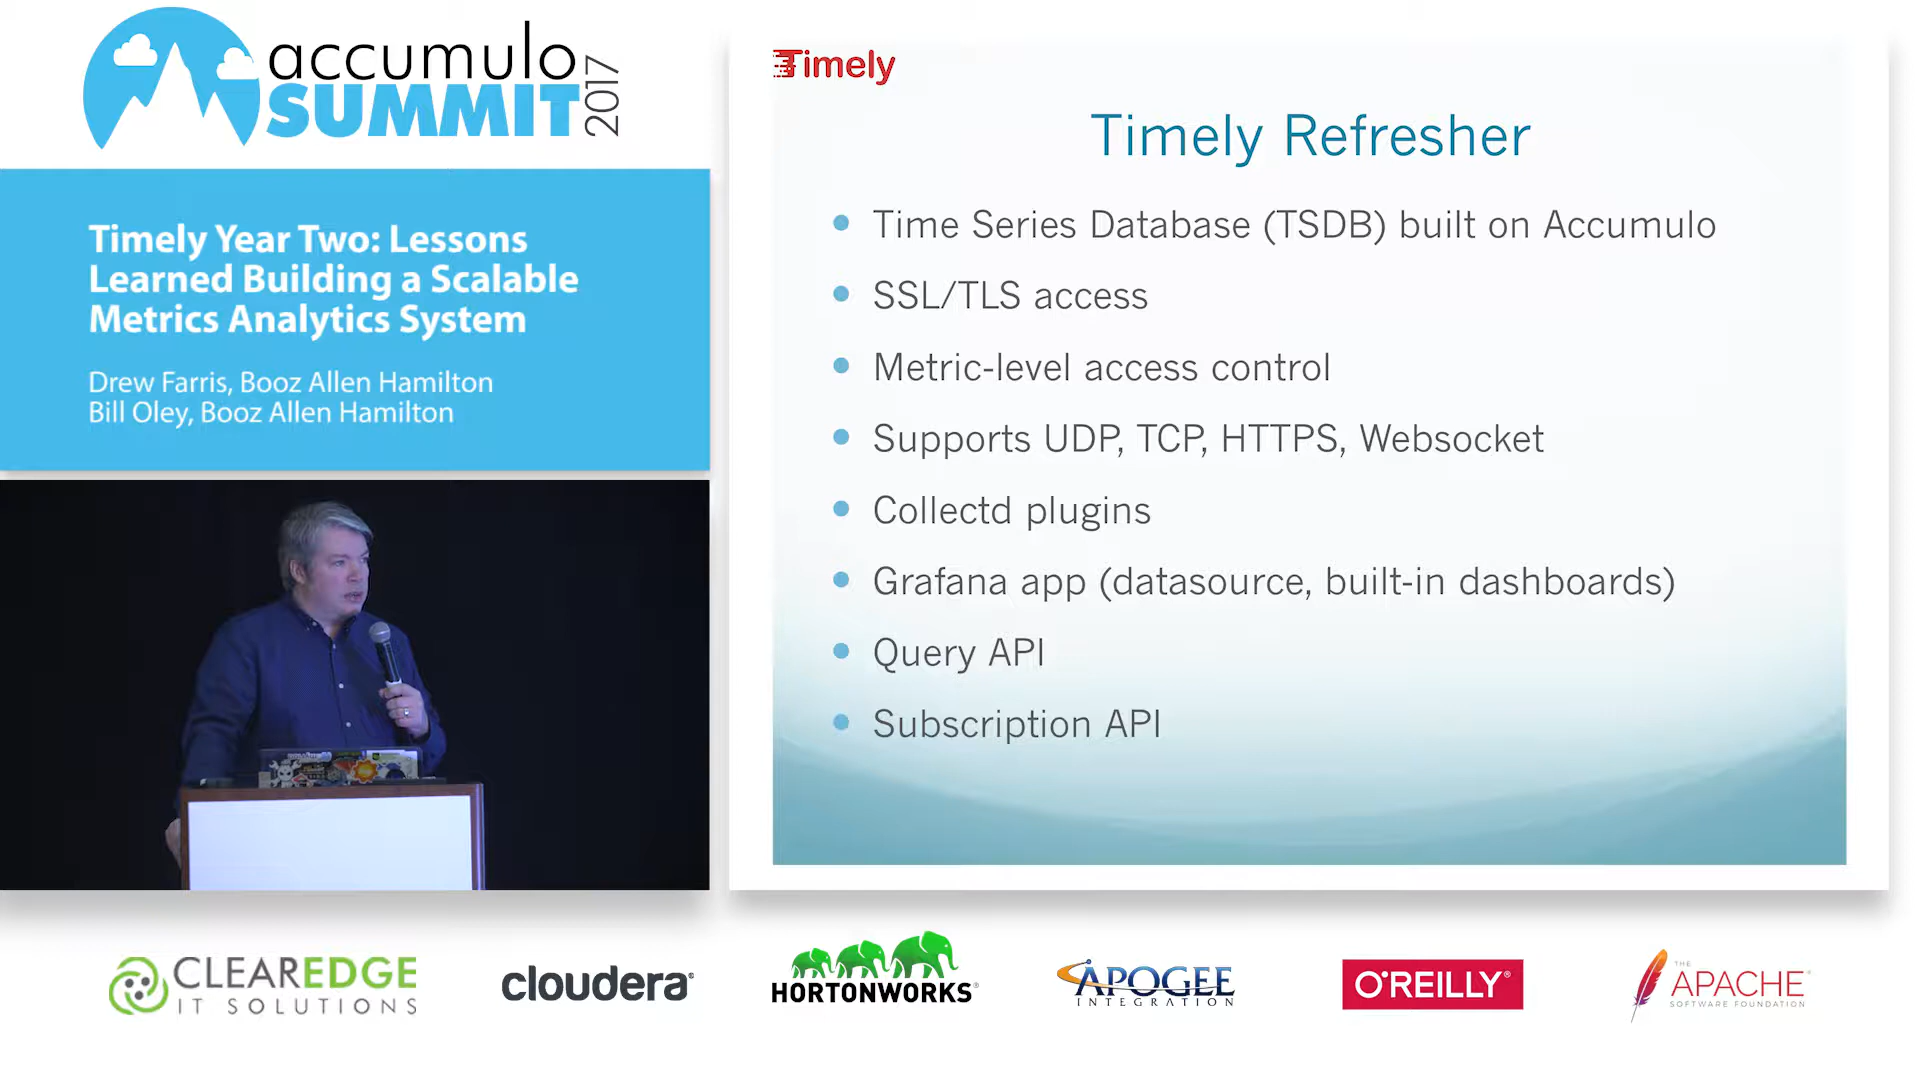 accumulo
SUMMIT
2017
Timely Year Two: Lessons
Learned Building a Scalable
Metrics Analytics System
Drew Farris, Booz Allen Hamilton
Bill Oley, Booz Allen Hamilton
Timely
Timely Refresher
Time Series Database (TSDB) built on Accumulo
SSL/TLS access
Metric-level access control
Supports UDP, TCP, HTTPS, Websocket
Collectd plugins
Grafana app (datasource, built-in dashboards)
Query API
Subscription API
CLEAREDGE
IT SOLUTIONS
cloudera®
HORTONWORKS®
APOGEE
INTEGRATION
O'REILLY®
THE
APACHE®
SOFTWARE FOUNDATION